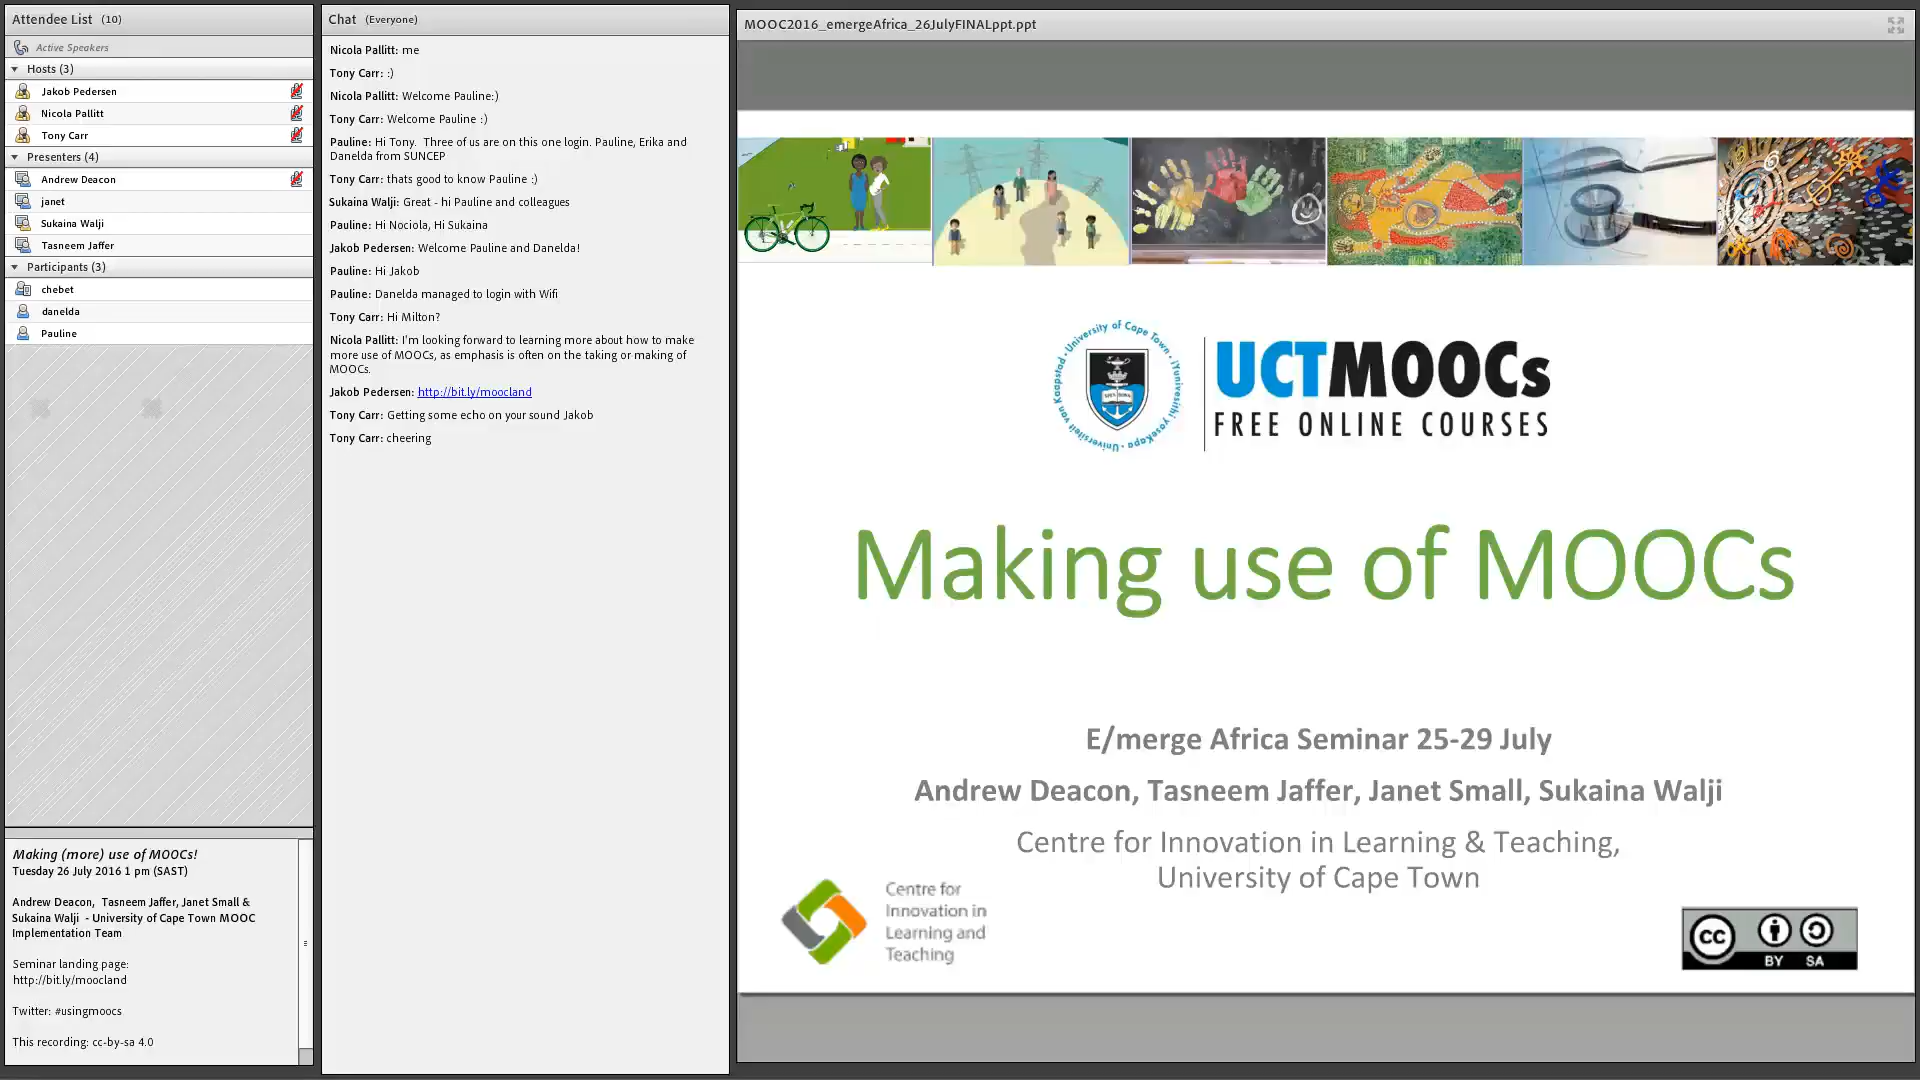 Attendee List (10)
Active Speakers
Hosts (3)
Jakob Pedersen
Nicola Pallitt
Tony Carr
Presenters (4)
Andrew Deacon
janet
Sukaina Walji
Tasneem Jaffer
Participants (3)
chebet
danelda
Pauline
Making (more) use of MOOCs!
Tuesday 26 July 2016 1 pm (SAST)
Andrew Deacon, Tasneem Jaffer, Janet Small &
Sukaina Walji - University of Cape Town MOOC
Implementation Team
Seminar landing page:
http://bit.ly/moocland
Twitter: #usingmoocs
This recording: cc-by-sa 4.0
Chat (Everyone)
Nicola Pallitt: me
Tony Carr: :)
Nicola Pallitt: Welcome Pauline:)
Tony Carr: Welcome Pauline :)
Pauline: Hi Tony. Three of us are on this one login. Pauline, Erika and
Danelda from SUNCEP
Tony Carr: thats good to know Pauline :)
Sukaina Walji: Great - hi Pauline and colleagues
Pauline: Hi Nociola, Hi Sukaina
Jakob Pedersen: Welcome Pauline and Danelda!
Pauline: Hi Jakob
Pauline: Danelda managed to login with Wifi
Tony Carr: Hi Milton?
Nicola Pallitt: I'm looking forward to learning more about how to make
more use of MOOCs, as emphasis is often on the taking or making of
MOOCs.
Jakob Pedersen: http://bit.ly/moocland
Tony Carr: Getting some echo on your sound Jakob
Tony Carr: cheering
MOOC2016_emergeAfrica_26JulyFINALppt.ppt
University of Cape Town · iYunivesithi yaseKapa · Universiteit van Kaapstad
UCTMOOCs
FREE ONLINE COURSES
Making use of MOOCs
E/merge Africa Seminar 25-29 July
Andrew Deacon, Tasneem Jaffer, Janet Small, Sukaina Walji
Centre for Innovation in Learning & Teaching,
University of Cape Town
Centre for
Innovation in
Learning and
Teaching
cc
BY SA